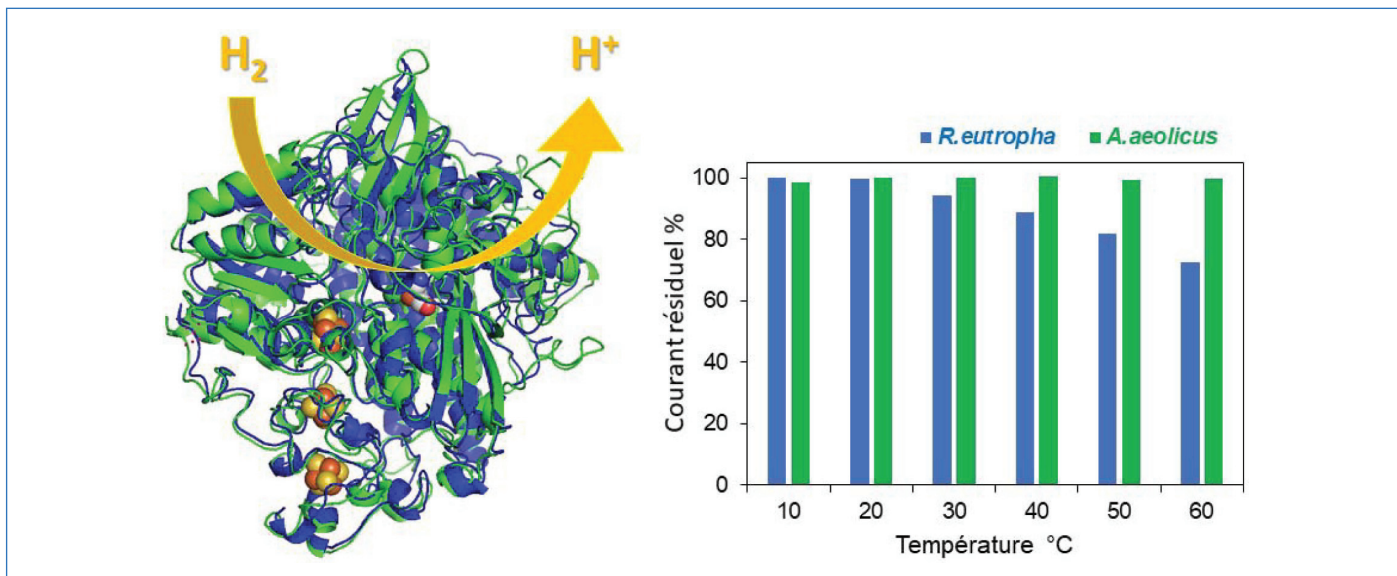 H₂ H⁺
R.eutropha A.aeolicus
100
80
60
40
20
0
Courant résiduel %
10 20 30 40 50 60
Température °C